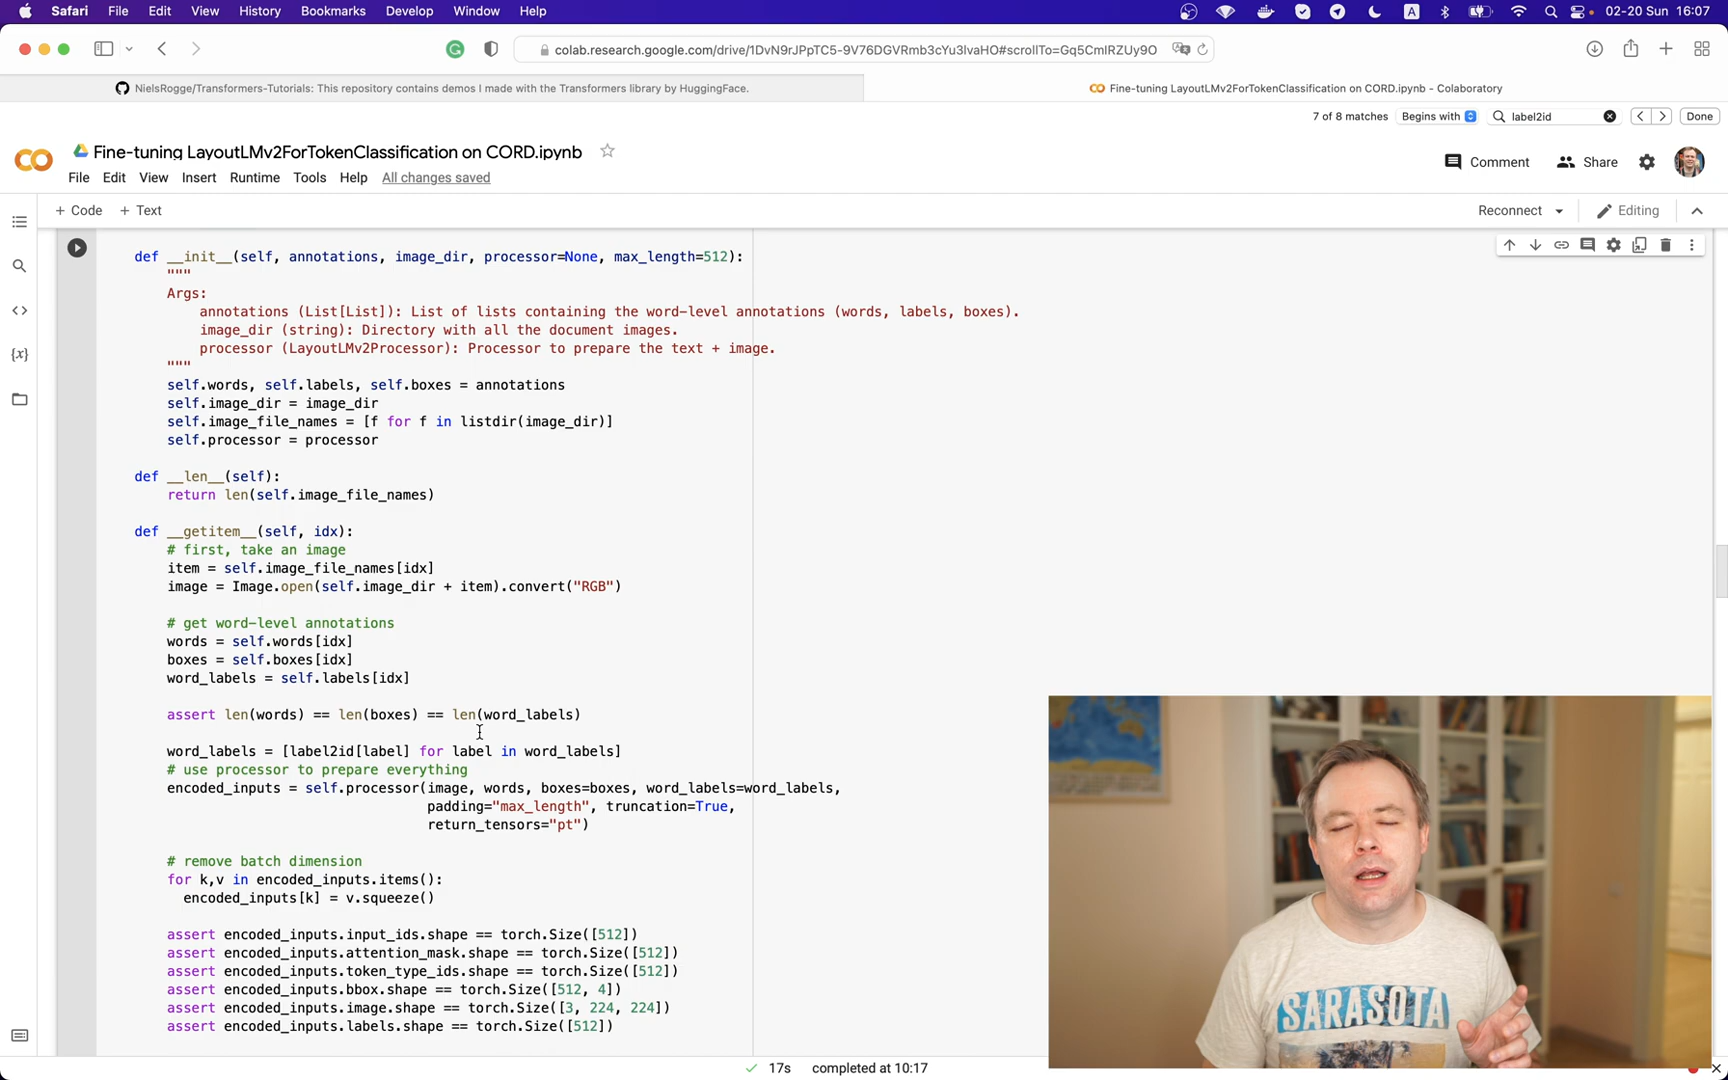 Safari File Edit View History Bookmarks Develop Window Help A 02-20 Sun 16:07
colab.research.google.com/drive/1DvN9rJPpTC5-9V76DGVRmb3cYu3lvaHO#scrollTo=Gq5CmlRZUy9O
NielsRogge/Transformers-Tutorials: This repository contains demos I made with the Transformers library by HuggingFace.
Fine-tuning LayoutLMv2ForTokenClassification on CORD.ipynb - Colaboratory
7 of 8 matches Begins with label2id Done
Fine-tuning LayoutLMv2ForTokenClassification on CORD.ipynb
Comment Share
File Edit View Insert Runtime Tools Help All changes saved
+ Code + Text Reconnect Editing
def __init__(self, annotations, image_dir, processor=None, max_length=512):
"""
Args:
annotations (List[List]): List of lists containing the word-level annotations (words, labels, boxes).
image_dir (string): Directory with all the document images.
processor (LayoutLMv2Processor): Processor to prepare the text + image.
"""
self.words, self.labels, self.boxes = annotations
self.image_dir = image_dir
self.image_file_names = [f for f in listdir(image_dir)]
self.processor = processor
def __len__(self):
return len(self.image_file_names)
def __getitem__(self, idx):
# first, take an image
item = self.image_file_names[idx]
image = Image.open(self.image_dir + item).convert("RGB")
# get word-level annotations
words = self.words[idx]
boxes = self.boxes[idx]
word_labels = self.labels[idx]
assert len(words) == len(boxes) == len(word_labels)
word_labels = [label2id[label] for label in word_labels]
# use processor to prepare everything
encoded_inputs = self.processor(image, words, boxes=boxes, word_labels=word_labels,
padding="max_length", truncation=True,
return_tensors="pt")
# remove batch dimension
for k,v in encoded_inputs.items():
encoded_inputs[k] = v.squeeze()
assert encoded_inputs.input_ids.shape == torch.Size([512])
assert encoded_inputs.attention_mask.shape == torch.Size([512])
assert encoded_inputs.token_type_ids.shape == torch.Size([512])
assert encoded_inputs.bbox.shape == torch.Size([512, 4])
assert encoded_inputs.image.shape == torch.Size([3, 224, 224])
assert encoded_inputs.labels.shape == torch.Size([512])
SARASOTA
17s completed at 10:17